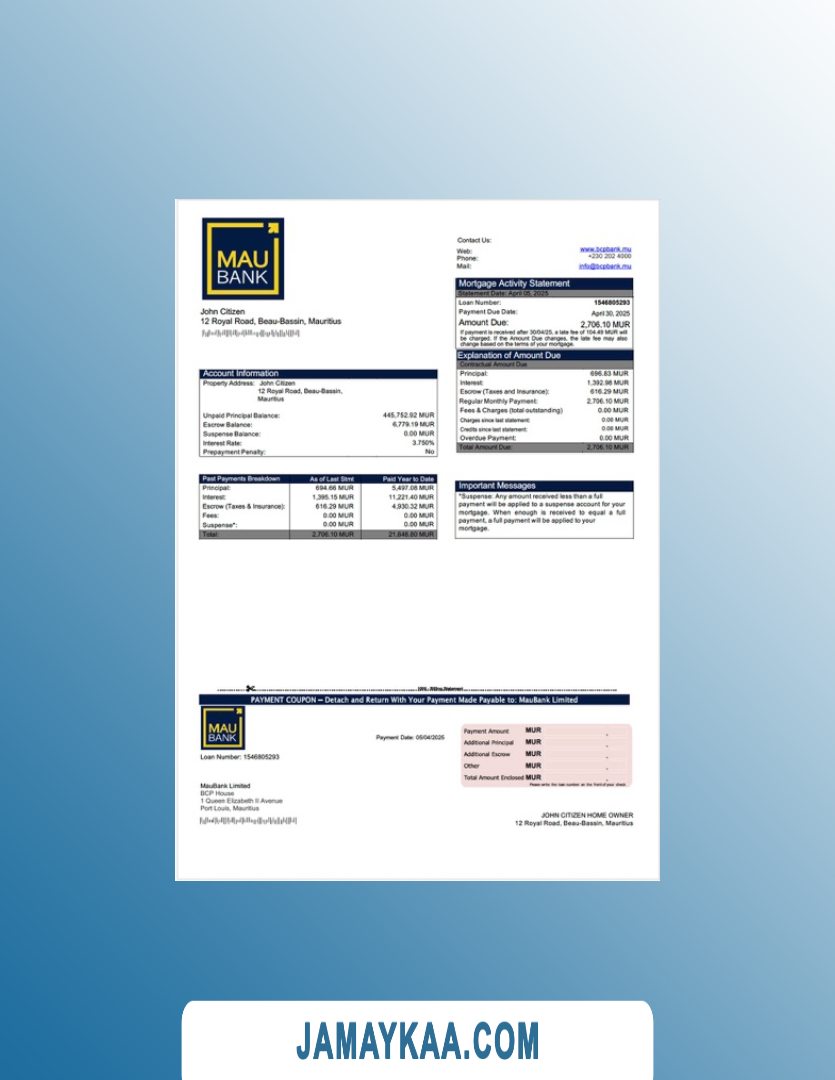 MAU
BANK
Contact Us:
Web: www.bcpbank.mu
Phone: +230 202 4000
Mail: info@bcpbank.mu
Mortgage Activity Statement
Statement Date: April 05, 2025
Loan Number: 1546805293
Payment Due Date: April 30, 2025
Amount Due: 2,706.10 MUR
If payment is received after 30/04/25, a late fee of 104.49 MUR will
be charged. If the Amount Due changes, the late fee may also
change based on the terms of your mortgage.
John Citizen
12 Royal Road, Beau-Bassin, Mauritius
Explanation of Amount Due
Contractual Amount Due
Principal: 696.83 MUR
Interest: 1,392.98 MUR
Escrow (Taxes and Insurance): 616.29 MUR
Regular Monthly Payment: 2,706.10 MUR
Fees & Charges (total outstanding) 0.00 MUR
Charges since last statement: 0.00 MUR
Credits since last statement: 0.00 MUR
Overdue Payment: 0.00 MUR
Total Amount Due: 2,706.10 MUR
Account Information
Property Address: John Citizen
12 Royal Road, Beau-Bassin,
Mauritius
Unpaid Principal Balance: 445,752.92 MUR
Escrow Balance: 6,779.19 MUR
Suspense Balance: 0.00 MUR
Interest Rate: 3.750%
Prepayment Penalty: No
Past Payments Breakdown As of Last Stmt Paid Year to Date
Principal: 694.66 MUR 5,497.08 MUR
Interest: 1,395.15 MUR 11,221.40 MUR
Escrow (Taxes & Insurance): 616.29 MUR 4,930.32 MUR
Fees: 0.00 MUR 0.00 MUR
Suspense*: 0.00 MUR 0.00 MUR
Total: 2,706.10 MUR 21,648.80 MUR
Important Messages
*Suspense: Any amount received less than a full
payment will be applied to a suspense account for your
mortgage. When enough is received to equal a full
payment, a full payment will be applied to your
mortgage.
PAYMENT COUPON – Detach and Return With Your Payment Made Payable to: MauBank Limited
MAU
BANK
Payment Date: 05/04/2025
Loan Number: 1546805293
Payment Amount MUR
Additional Principal MUR
Additional Escrow MUR
Other MUR
Total Amount Enclosed MUR
Please write the loan number on the front of your check.
MauBank Limited
BCP House
1 Queen Elizabeth II Avenue
Port Louis, Mauritius
JOHN CITIZEN HOME OWNER
12 Royal Road, Beau-Bassin, Mauritius
JAMAYKAA.COM